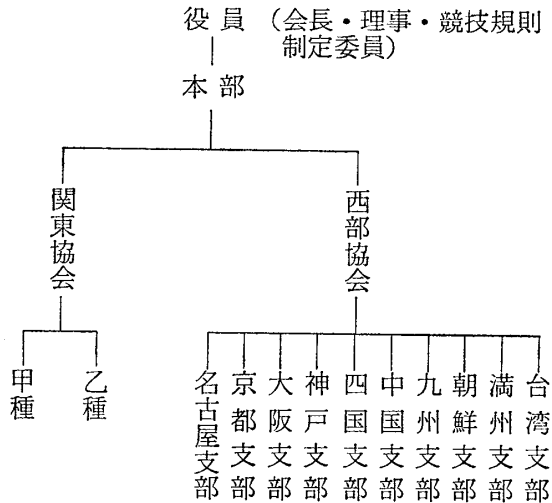 役員（会長・理事・競技規則
制定委員）
本部
関東協会
西部協会
甲種
乙種
名古屋支部
京都支部
大阪支部
神戸支部
四国支部
中国支部
九州支部
朝鮮支部
満州支部
台湾支部